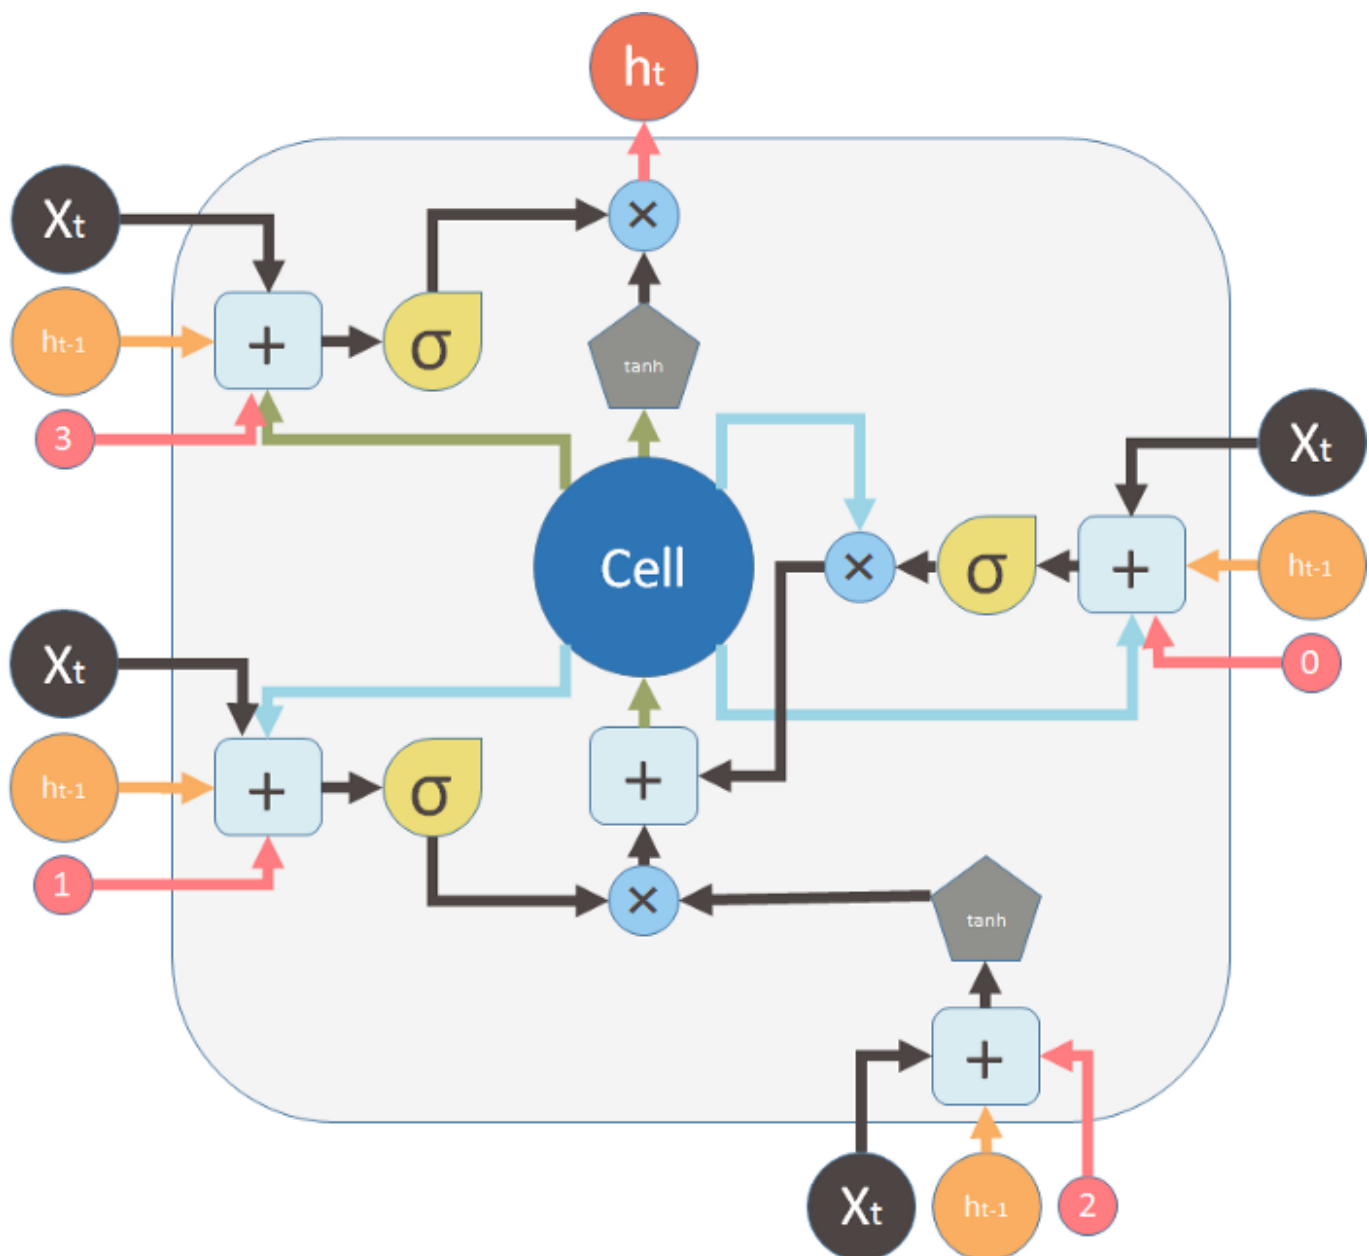 ht
×
Xt
ht-1
+
σ
tanh
3
Xt
Cell
×
σ
+
ht-1
0
Xt
ht-1
+
σ
+
1
×
tanh
+
Xt
ht-1
2